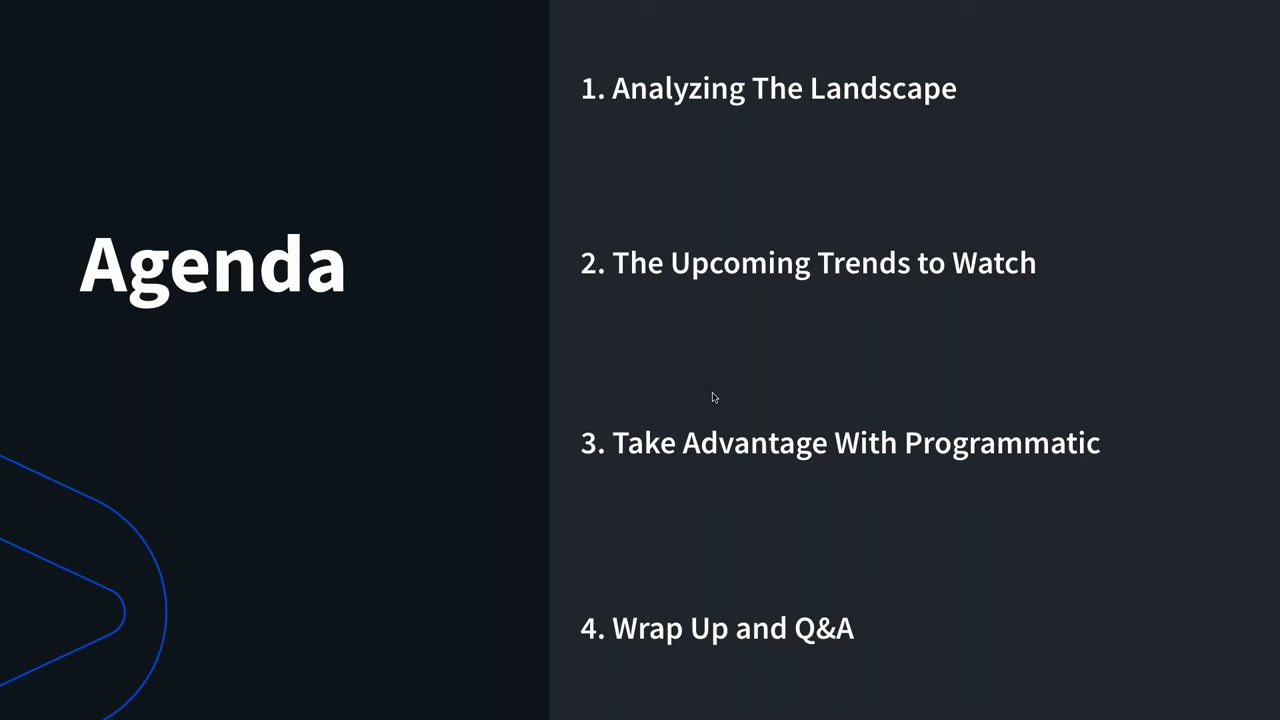 Agenda
1. Analyzing The Landscape
2. The Upcoming Trends to Watch
3. Take Advantage With Programmatic
4. Wrap Up and Q&A